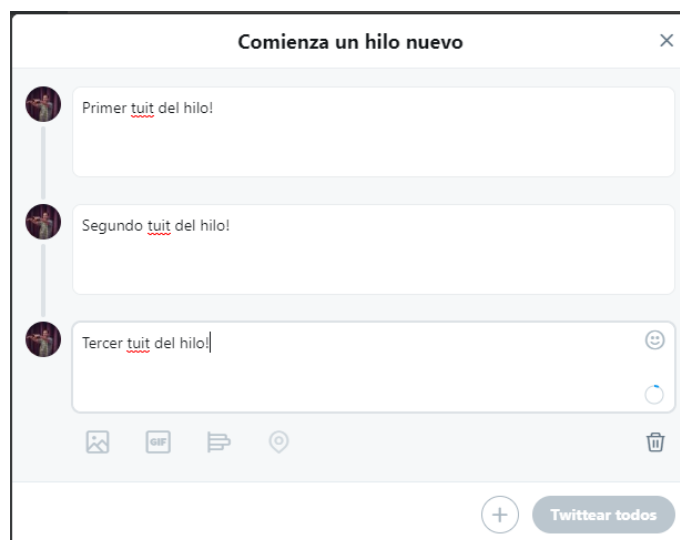 Comienza un hilo nuevo
Primer tuit del hilo!
Segundo tuit del hilo!
Tercer tuit del hilo!
GIF
Twittear todos